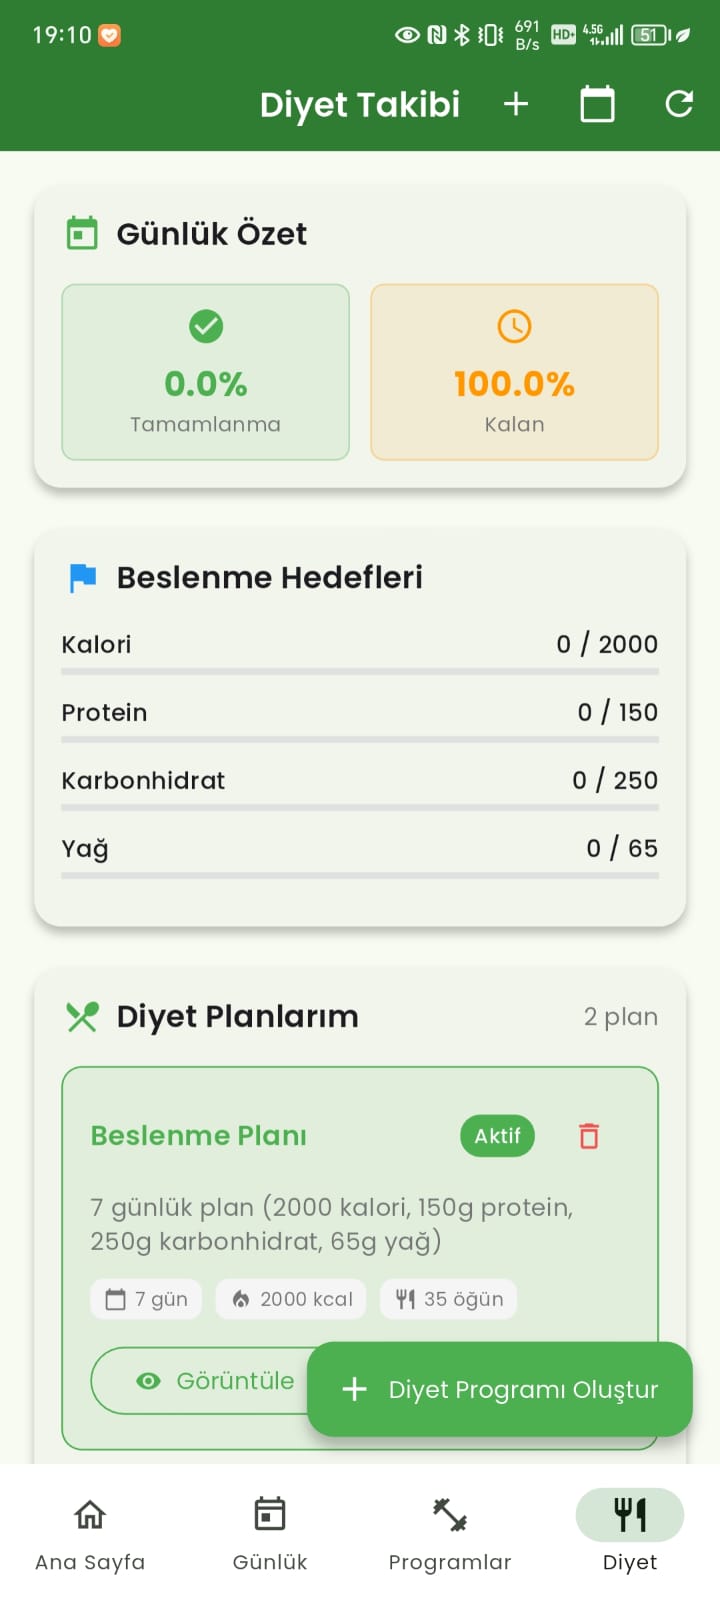 19:10
691 B/s
HD+
4.5G
51
Diyet Takibi
Günlük Özet
0.0%
Tamamlanma
100.0%
Kalan
Beslenme Hedefleri
Kalori 0 / 2000
Protein 0 / 150
Karbonhidrat 0 / 250
Yağ 0 / 65
Diyet Planlarım 2 plan
Beslenme Planı Aktif
7 günlük plan (2000 kalori, 150g protein,
250g karbonhidrat, 65g yağ)
7 gün 2000 kcal 35 öğün
Görüntüle
Diyet Programı Oluştur
Ana Sayfa Günlük Programlar Diyet